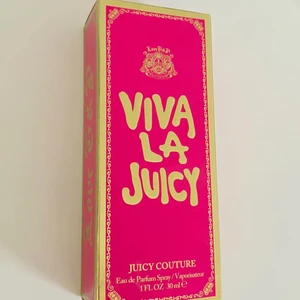 VIVA
LA
JUICY
JUICY COUTURE
Eau de Parfum Spray / Vaporisateur
1 FL OZ 30 ml ℮